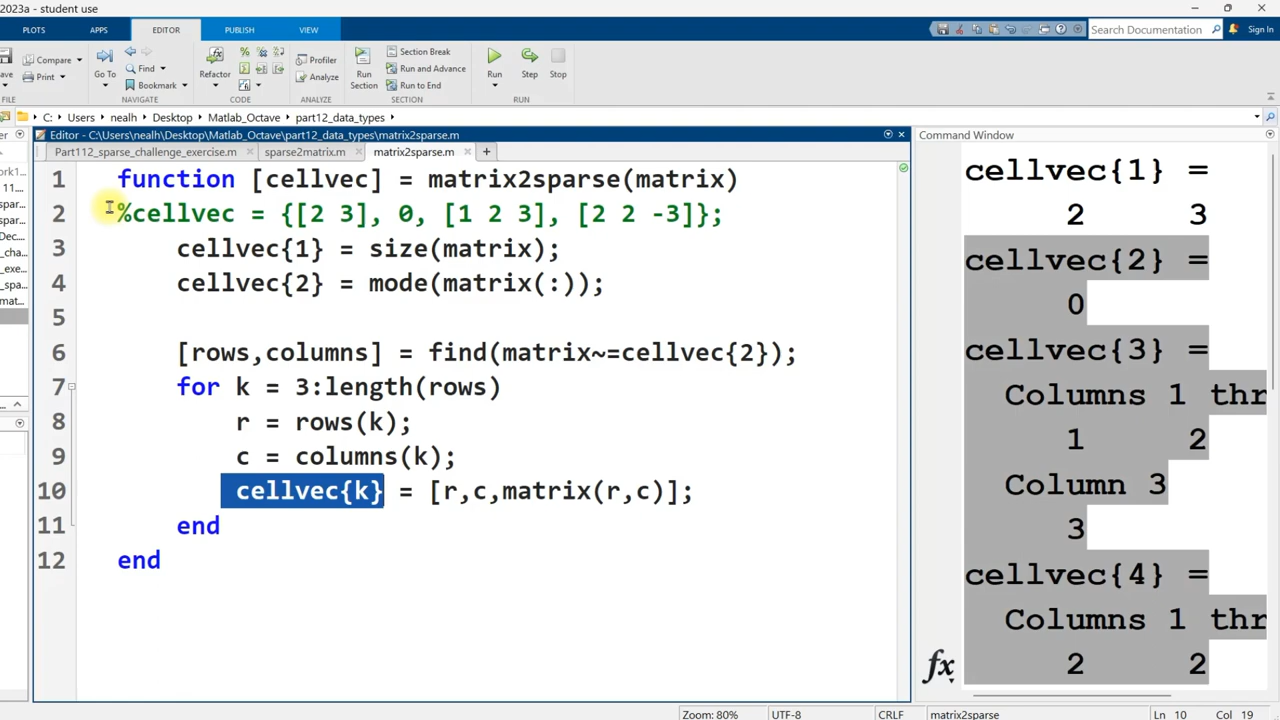 2023a - student use
PLOTS
APPS
EDITOR
PUBLISH
VIEW
Search Documentation
Sign In
Compare
Print
Go To
Find
Bookmark
Refactor
Profiler
Analyze
Run Section
Section Break
Run and Advance
Run to End
Run
Step
Stop
FILE
NAVIGATE
CODE
ANALYZE
SECTION
RUN
C: Users nealh Desktop Matlab_Octave part12_data_types
Editor - C:\Users\nealh\Desktop\Matlab_Octave\part12_data_types\matrix2sparse.m
Part112_sparse_challenge_exercise.m
sparse2matrix.m
matrix2sparse.m
1 function [cellvec] = matrix2sparse(matrix)
2 %cellvec = {[2 3], 0, [1 2 3], [2 2 -3]};
3 cellvec{1} = size(matrix);
4 cellvec{2} = mode(matrix(:));
5
6 [rows,columns] = find(matrix~=cellvec{2});
7 for k = 3:length(rows)
8 r = rows(k);
9 c = columns(k);
10 cellvec{k} = [r,c,matrix(r,c)];
11 end
12 end
Command Window
cellvec{1} =
2 3
cellvec{2} =
0
cellvec{3} =
Columns 1 thr
1 2
Column 3
3
cellvec{4} =
Columns 1 thr
2 2
fx
Zoom: 80%
UTF-8
CRLF
matrix2sparse
Ln 10
Col 19